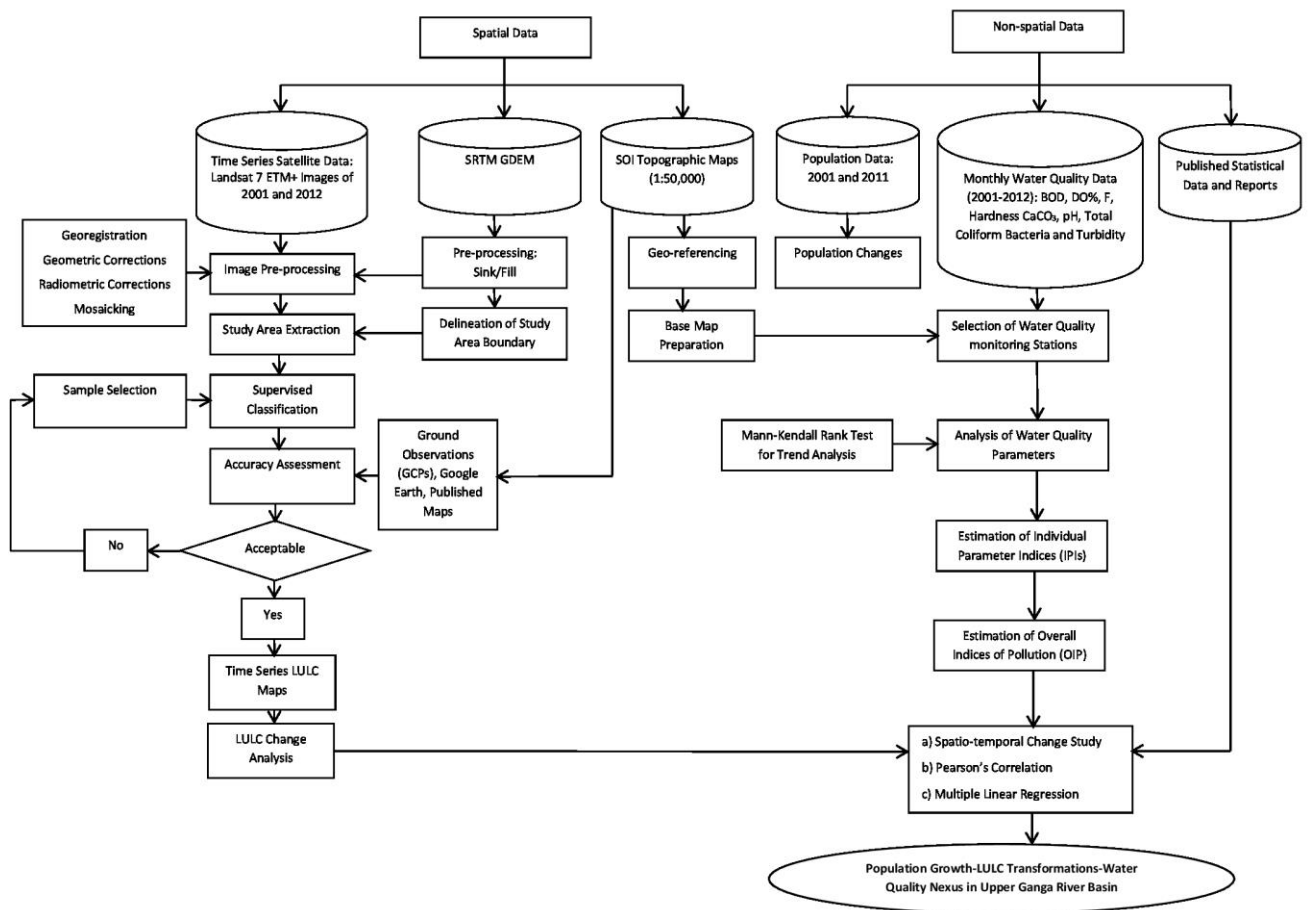 Spatial Data
Non-spatial Data
Time Series Satellite Data:
Landsat 7 ETM+ Images of
2001 and 2012
SRTM GDEM
SOI Topographic Maps
(1:50,000)
Population Data:
2001 and 2011
Monthly Water Quality Data
(2001-2012): BOD, DO%, F,
Hardness CaCO₃, pH, Total
Coliform Bacteria and Turbidity
Published Statistical
Data and Reports
Georegistration
Geometric Corrections
Radiometric Corrections
Mosaicking
Image Pre-processing
Pre-processing:
Sink/Fill
Geo-referencing
Population Changes
Study Area Extraction
Delineation of Study
Area Boundary
Base Map
Preparation
Selection of Water Quality
monitoring Stations
Sample Selection
Supervised
Classification
Accuracy Assessment
Ground
Observations
(GCPs), Google
Earth, Published
Maps
Mann-Kendall Rank Test
for Trend Analysis
Analysis of Water Quality
Parameters
No
Acceptable
Estimation of Individual
Parameter Indices (IPIs)
Yes
Estimation of Overall
Indices of Pollution (OIP)
Time Series LULC
Maps
LULC Change
Analysis
a) Spatio-temporal Change Study
b) Pearson's Correlation
c) Multiple Linear Regression
Population Growth-LULC Transformations-Water
Quality Nexus in Upper Ganga River Basin